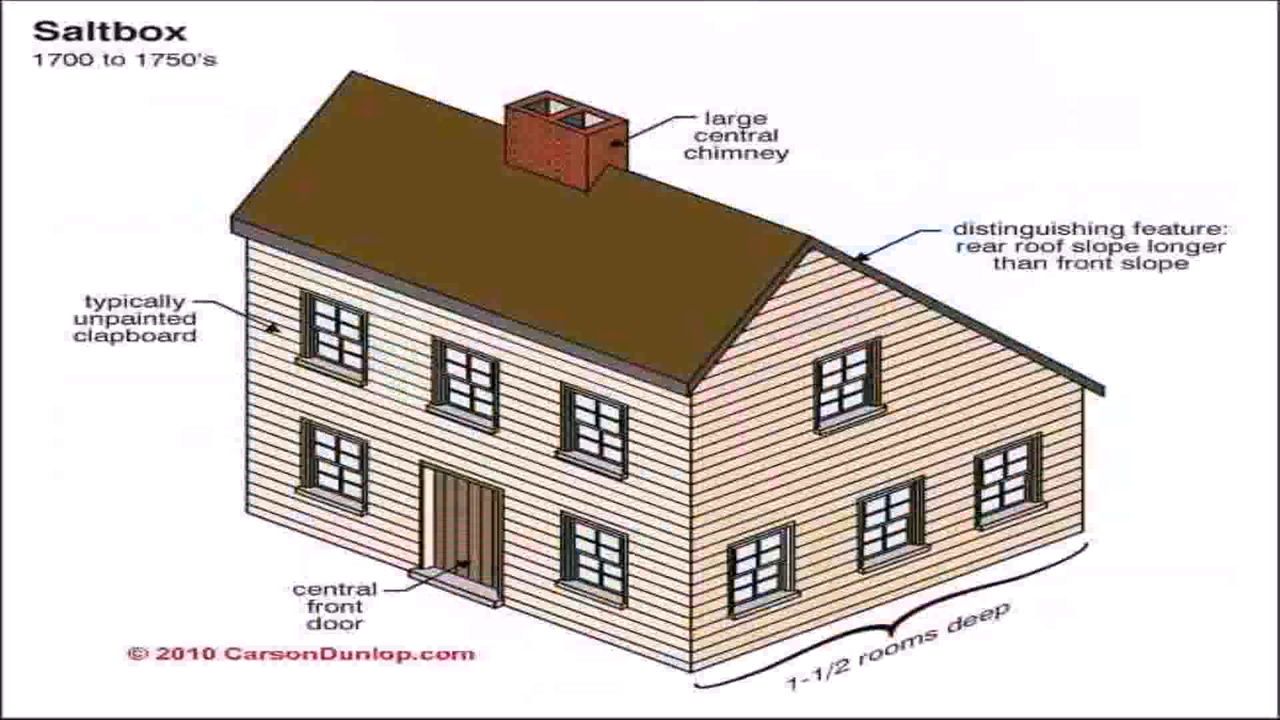 Saltbox
1700 to 1750's
large
central
chimney
distinguishing feature:
rear roof slope longer
than front slope
typically
unpainted
clapboard
central
front
door
© 2010 CarsonDunlop.com
1-1/2 rooms deep